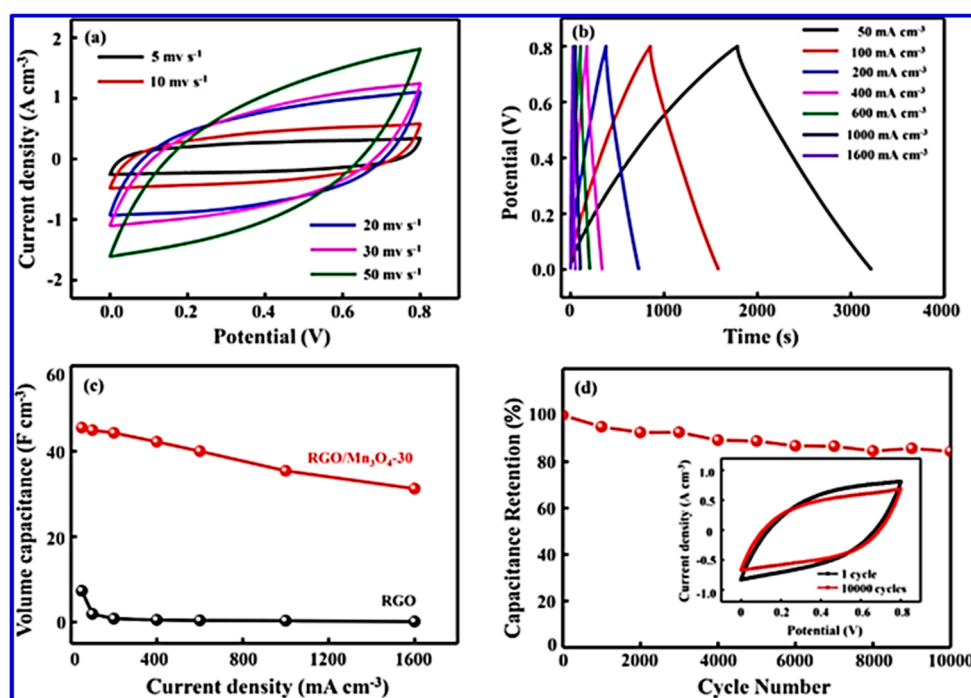 (a)
5 mv s⁻¹
10 mv s⁻¹
20 mv s⁻¹
30 mv s⁻¹
50 mv s⁻¹
2
1
0
-1
-2
Current density (A cm⁻³)
0.0 0.2 0.4 0.6 0.8
Potential (V)
(b)
50 mA cm⁻³
100 mA cm⁻³
200 mA cm⁻³
400 mA cm⁻³
600 mA cm⁻³
1000 mA cm⁻³
1600 mA cm⁻³
0.8
0.6
0.4
0.2
0.0
Potential (V)
0 1000 2000 3000 4000
Time (s)
(c)
60
40
20
0
Volume capacitance (F cm⁻³)
RGO/Mn₃O₄-30
RGO
400 800 1200 1600
Current density (mA cm⁻³)
(d)
100
80
60
40
20
0
Capacitance Retention (%)
1.0
0.5
0
-0.5
-1.0
Current density (A cm⁻³)
1 cycle
10000 cycles
0 0.2 0.4 0.6 0.8
Potential (V)
0 2000 4000 6000 8000 10000
Cycle Number